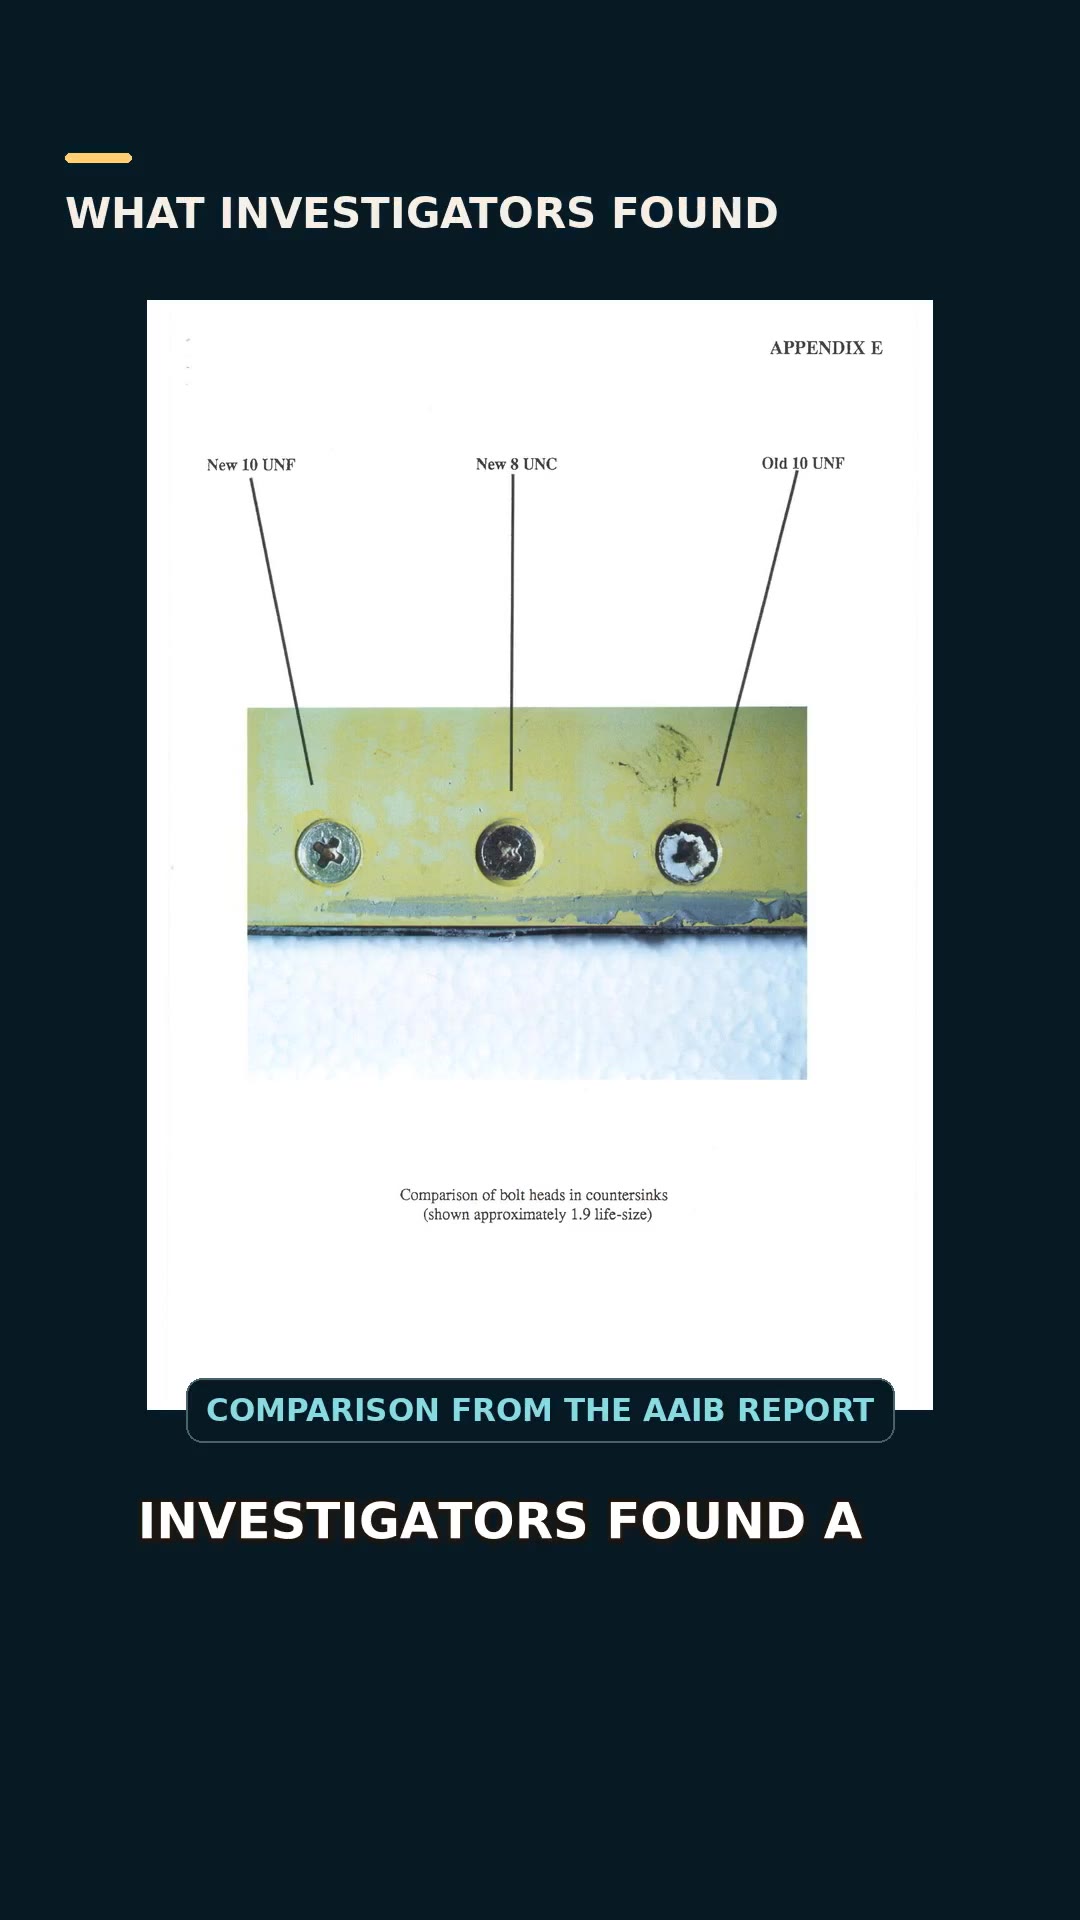 WHAT INVESTIGATORS FOUND
APPENDIX E
New 10 UNF
New 8 UNC
Old 10 UNF
Comparison of bolt heads in countersinks
(shown approximately 1.9 life-size)
COMPARISON FROM THE AAIB REPORT
INVESTIGATORS FOUND A